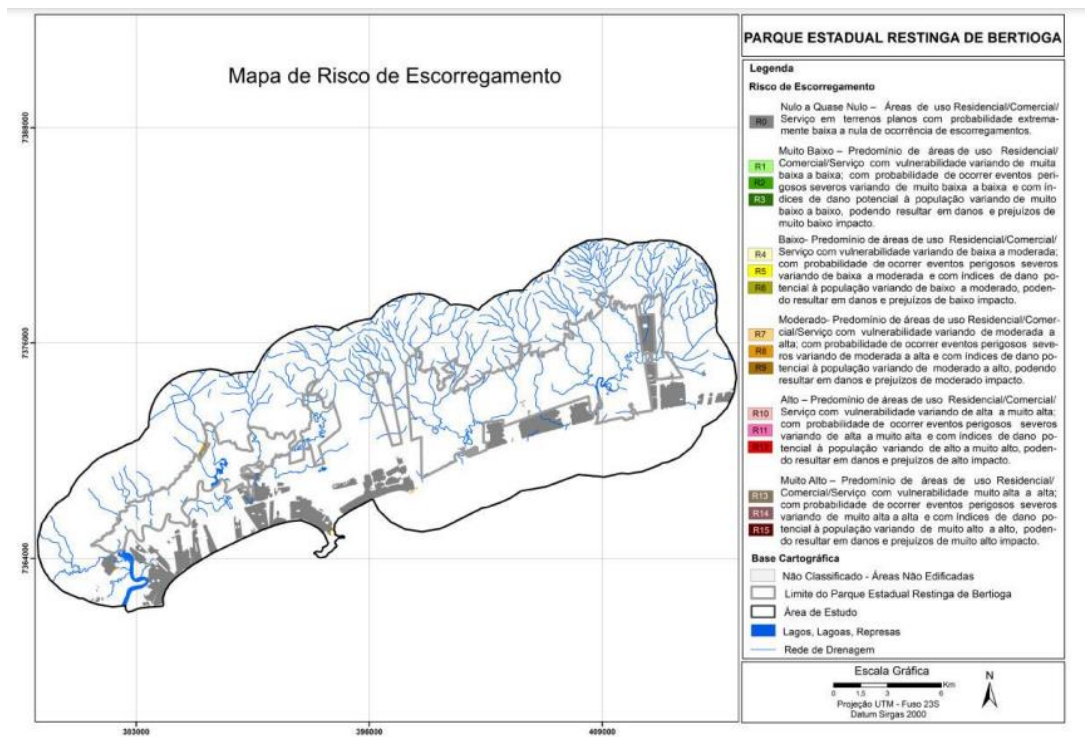 Mapa de Risco de Escorregamento
7388000
7376000
7364000
383000
396000
409000
PARQUE ESTADUAL RESTINGA DE BERTIOGA
Legenda
Risco de Escorregamento
R0
Nulo a Quase Nulo – Áreas de uso Residencial/Comercial/
Serviço em terrenos planos com probabilidade extrema-
mente baixa a nula de ocorrência de escorregamentos.
R1
R2
R3
Muito Baixo – Predomínio de áreas de uso Residencial/
Comercial/Serviço com vulnerabilidade variando de muita
baixa a baixa; com probabilidade de ocorrer eventos peri-
gosos severos variando de muito baixa a baixa e com ín-
dices de dano potencial à população variando de muito
baixo a baixo, podendo resultar em danos e prejuízos de
muito baixo impacto.
R4
R5
R6
Baixo- Predomínio de áreas de uso Residencial/Comercial/
Serviço com vulnerabilidade variando de baixa a moderada;
com probabilidade de ocorrer eventos perigosos severos
variando de baixa a moderada e com índices de dano po-
tencial à população variando de baixo a moderado, poden-
do resultar em danos e prejuízos de baixo impacto.
R7
R8
R9
Moderado- Predomínio de áreas de uso Residencial/Comer-
cial/Serviço com vulnerabilidade variando de moderada a
alta; com probabilidade de ocorrer eventos perigosos seve-
ros variando de moderada a alta e com índices de dano po-
tencial à população variando de moderado a alto, podendo
resultar em danos e prejuízos de moderado impacto.
R10
R11
R12
Alto – Predomínio de áreas de uso Residencial/Comercial/
Serviço com vulnerabilidade variando de alta a muito alta;
com probabilidade de ocorrer eventos perigosos severos
variando de alta a muito alta e com índices de dano po-
tencial à população variando de alto a muito alto, poden-
do resultar em danos e prejuízos de alto impacto.
R13
R14
R15
Muito Alto – Predomínio de áreas de uso Residencial/
Comercial/Serviço com vulnerabilidade muito alta a alta;
com probabilidade de ocorrer eventos perigosos severos
variando de muito alta a alta e com índices de dano po-
tencial à população variando de muito alto a alto, poden-
do resultar em danos e prejuízos de muito alto impacto.
Base Cartográfica
Não Classificado - Áreas Não Edificadas
Limite do Parque Estadual Restinga de Bertioga
Área de Estudo
Lagos, Lagoas, Represas
Rede de Drenagem
Escala Gráfica
Km
0 1,5 3 6
Projeção UTM - Fuso 23S
Datum Sirgas 2000
N